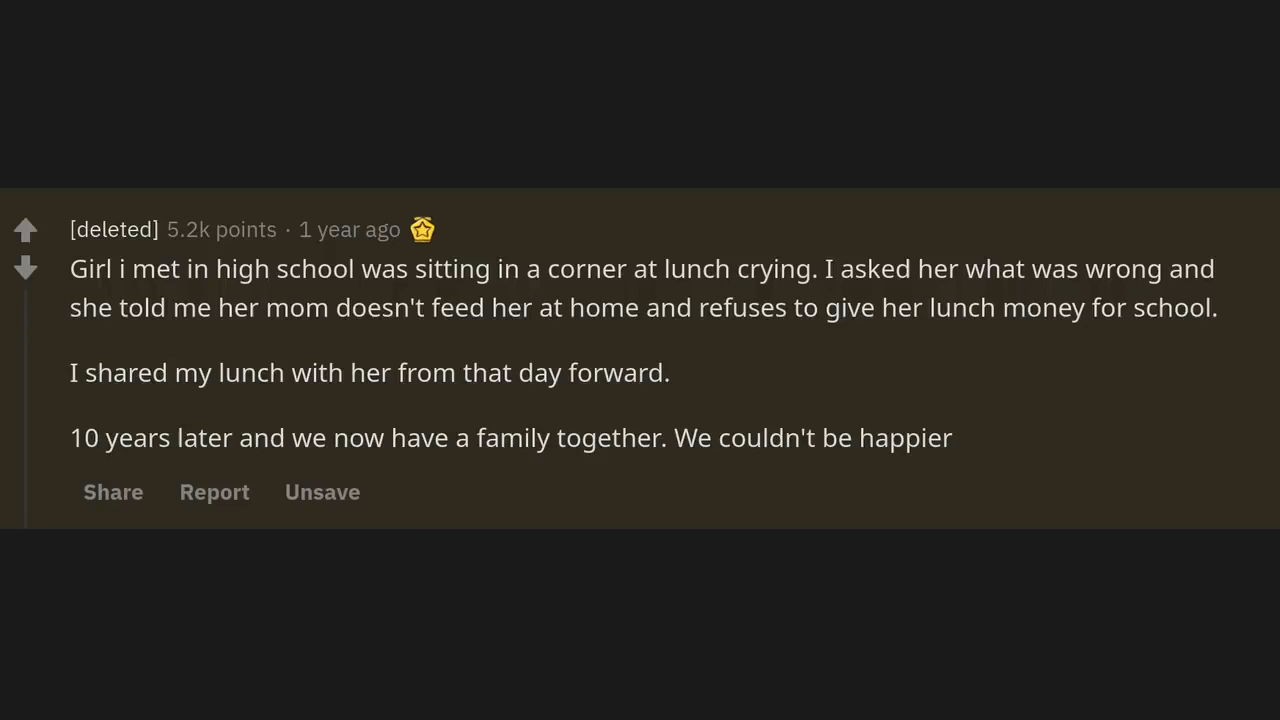 [deleted] 5.2k points · 1 year ago
Girl i met in high school was sitting in a corner at lunch crying. I asked her what was wrong and
she told me her mom doesn't feed her at home and refuses to give her lunch money for school.
I shared my lunch with her from that day forward.
10 years later and we now have a family together. We couldn't be happier
Share Report Unsave